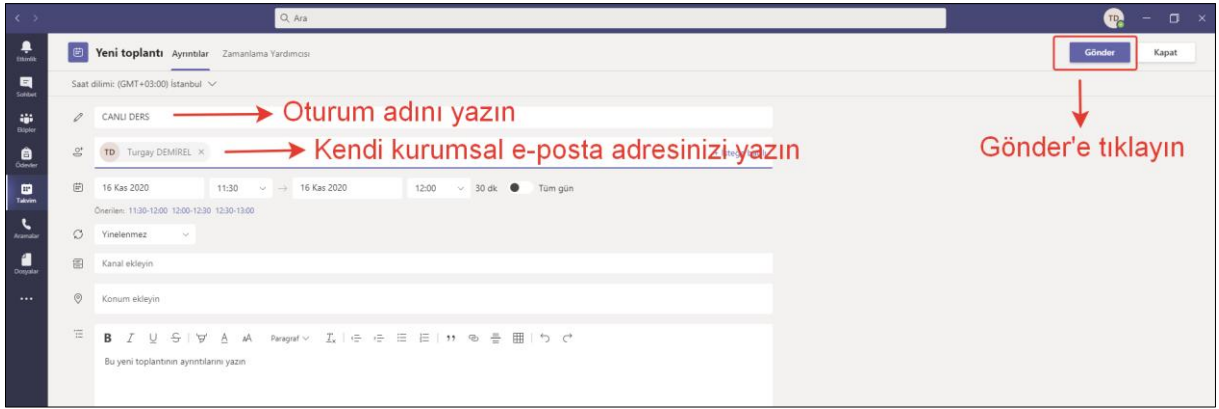 Ara
TD
Etkinlik
Sohbet
Ekipler
Ödevler
Takvim
Aramalar
Dosyalar
Yeni toplantı Ayrıntılar Zamanlama Yardımcısı
Gönder Kapat
Saat dilimi: (GMT+03:00) İstanbul
CANLI DERS
Oturum adını yazın
TD Turgay DEMİREL ×
Kendi kurumsal e-posta adresinizi yazın
Gönder'e tıklayın
16 Kas 2020 11:30 → 16 Kas 2020 12:00 30 dk Tüm gün
Önerilen: 11:30-12:00 12:00-12:30 12:30-13:00
Yinelenmez
Kanal ekleyin
Konum ekleyin
B I U S A AA Paragraf
Bu yeni toplantının ayrıntılarını yazın